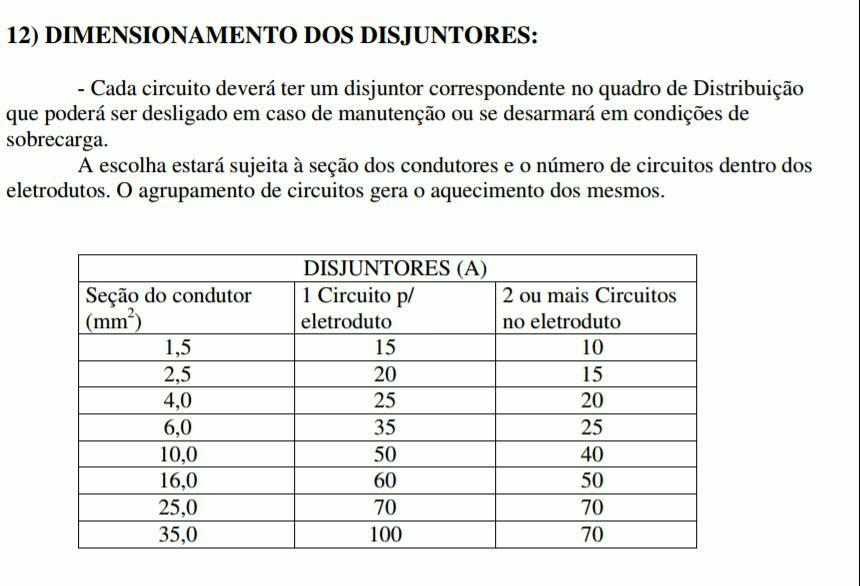 12) DIMENSIONAMENTO DOS DISJUNTORES:
- Cada circuito deverá ter um disjuntor correspondente no quadro de Distribuição
que poderá ser desligado em caso de manutenção ou se desarmará em condições de
sobrecarga.
A escolha estará sujeita à seção dos condutores e o número de circuitos dentro dos
eletrodutos. O agrupamento de circuitos gera o aquecimento dos mesmos.
DISJUNTORES (A)
Seção do condutor (mm²) 1 Circuito p/ eletroduto 2 ou mais Circuitos no eletroduto
1,5 15 10
2,5 20 15
4,0 25 20
6,0 35 25
10,0 50 40
16,0 60 50
25,0 70 70
35,0 100 70